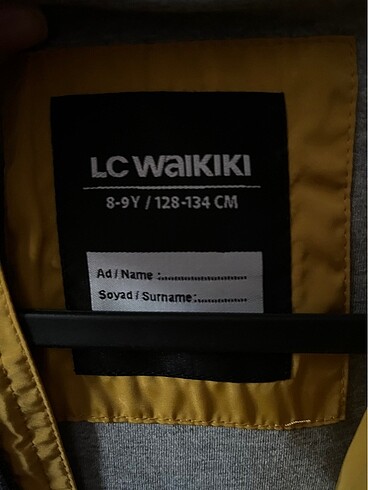 LC WAIKIKI
8-9Y / 128-134 CM
Ad / Name :........................
Soyad / Surname:..............